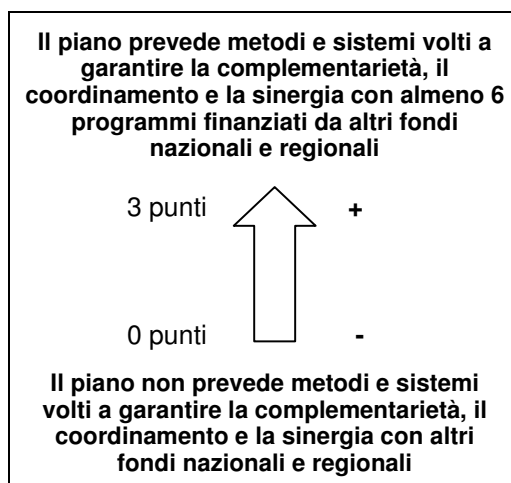 Il piano prevede metodi e sistemi volti a
garantire la complementarietà, il
coordinamento e la sinergia con almeno 6
programmi finanziati da altri fondi
nazionali e regionali
3 punti +
0 punti -
Il piano non prevede metodi e sistemi
volti a garantire la complementarietà, il
coordinamento e la sinergia con altri
fondi nazionali e regionali